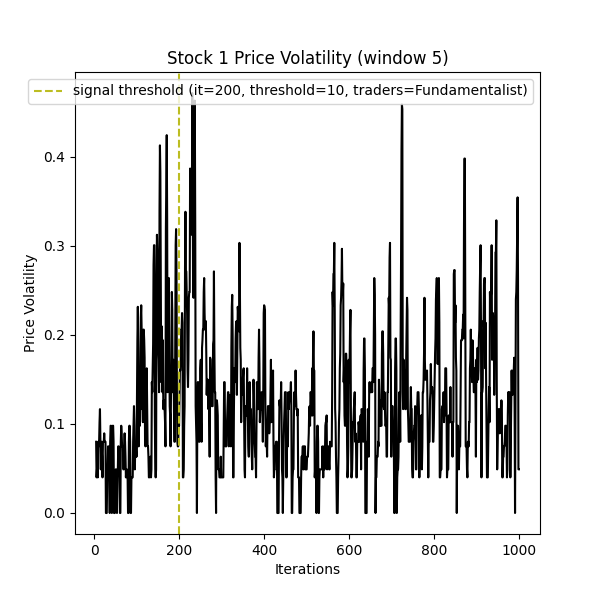 Stock 1 Price Volatility (window 5)
signal threshold (it=200, threshold=10, traders=Fundamentalist)
0.4
0.3
0.2
0.1
0.0
Price Volatility
0 200 400 600 800 1000
Iterations